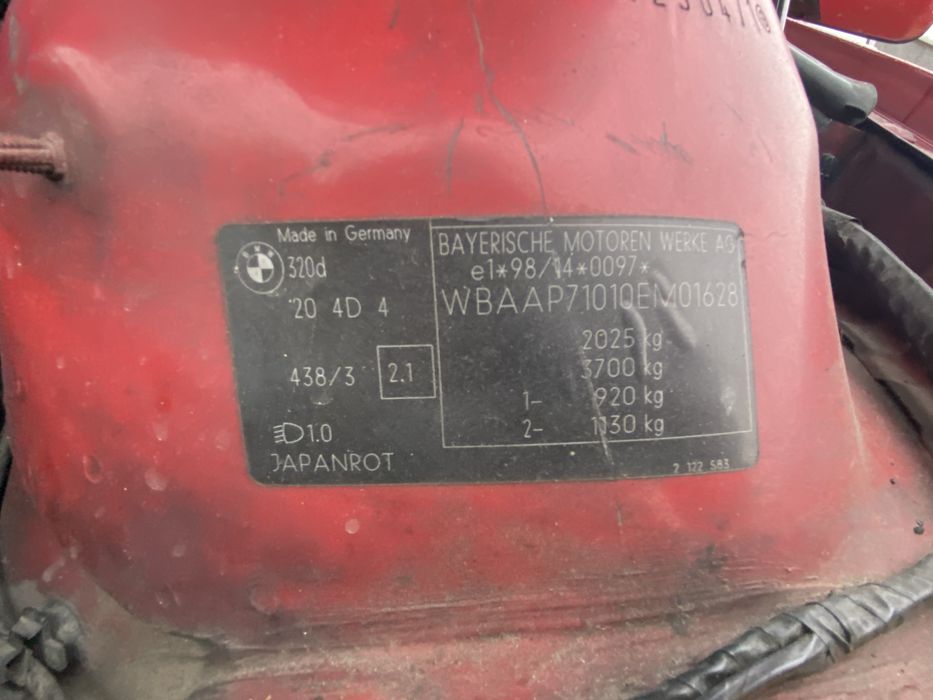 Made in Germany
320d
20 4D 4
438/3 2.1
1.0
JAPANROT
BAYERISCHE MOTOREN WERKE AG
e1*98/14*0097*
WBAAP71010EM01628
2025 kg
3700 kg
1- 920 kg
2- 1130 kg
2 122 583